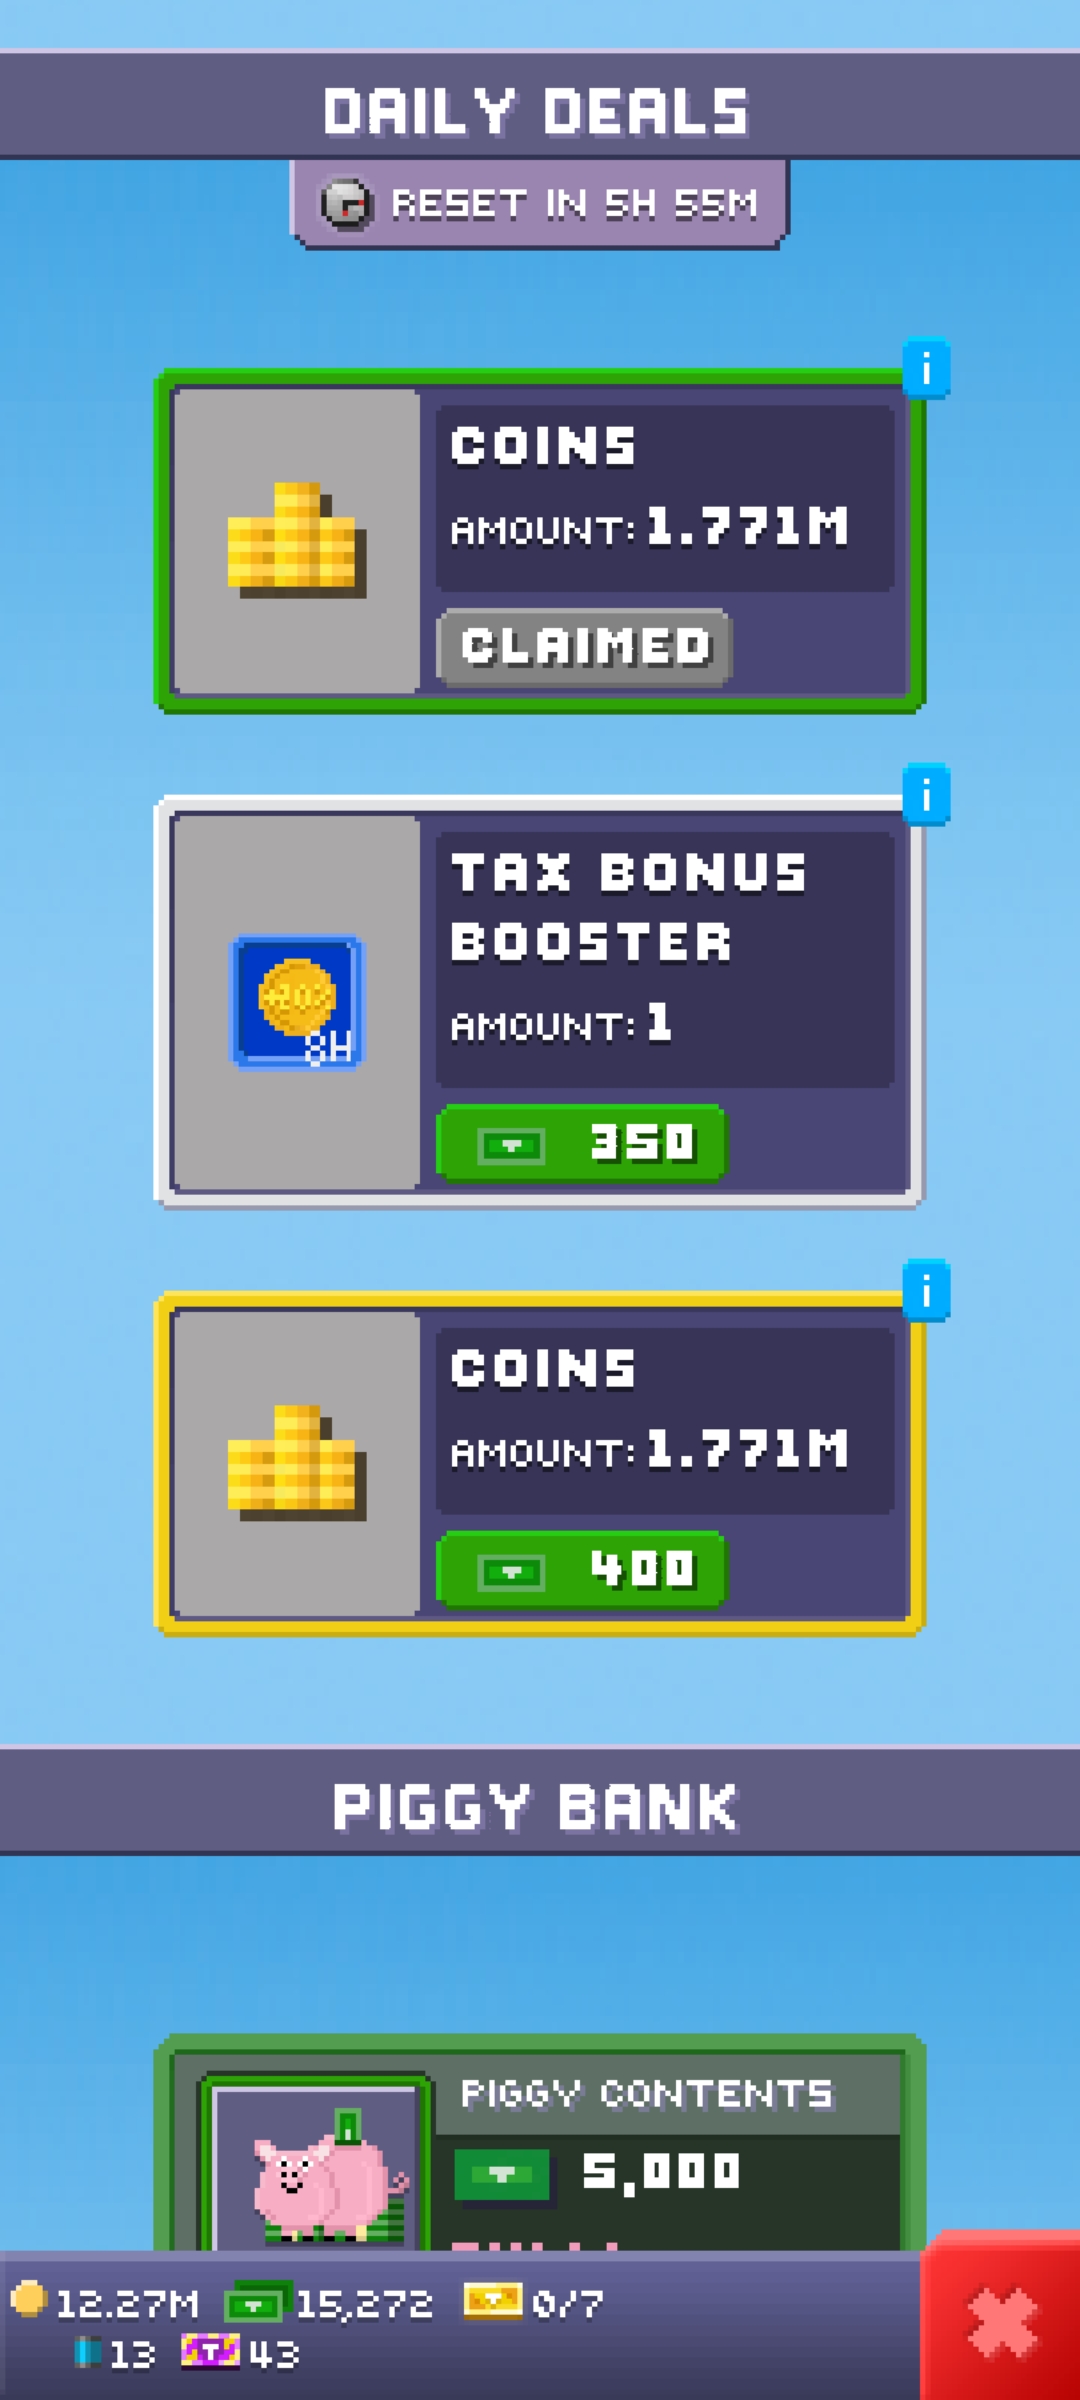 DAILY DEALS
RESET IN 5H 55M
i
COINS
AMOUNT: 1.771M
CLAIMED
i
TAX BONUS
BOOSTER
AMOUNT: 1
+20%
8H
350
i
COINS
AMOUNT: 1.771M
400
PIGGY BANK
PIGGY CONTENTS
5,000
12.27M 15,272 0/7
13 43